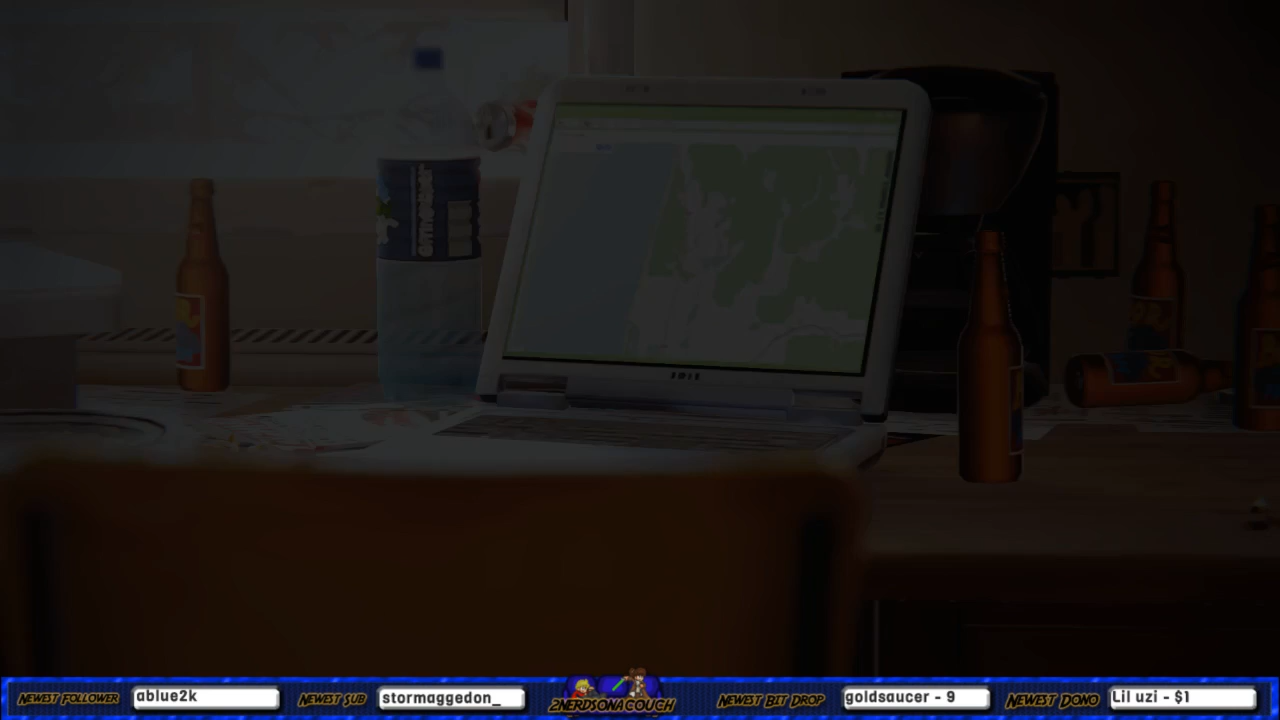 Newest Follower
ablue2k
Newest Sub
stormaggedon_
2NERDSONACOUCH
Newest Bit Drop
goldsaucer - 9
Newest Dono
Lil uzi - $1